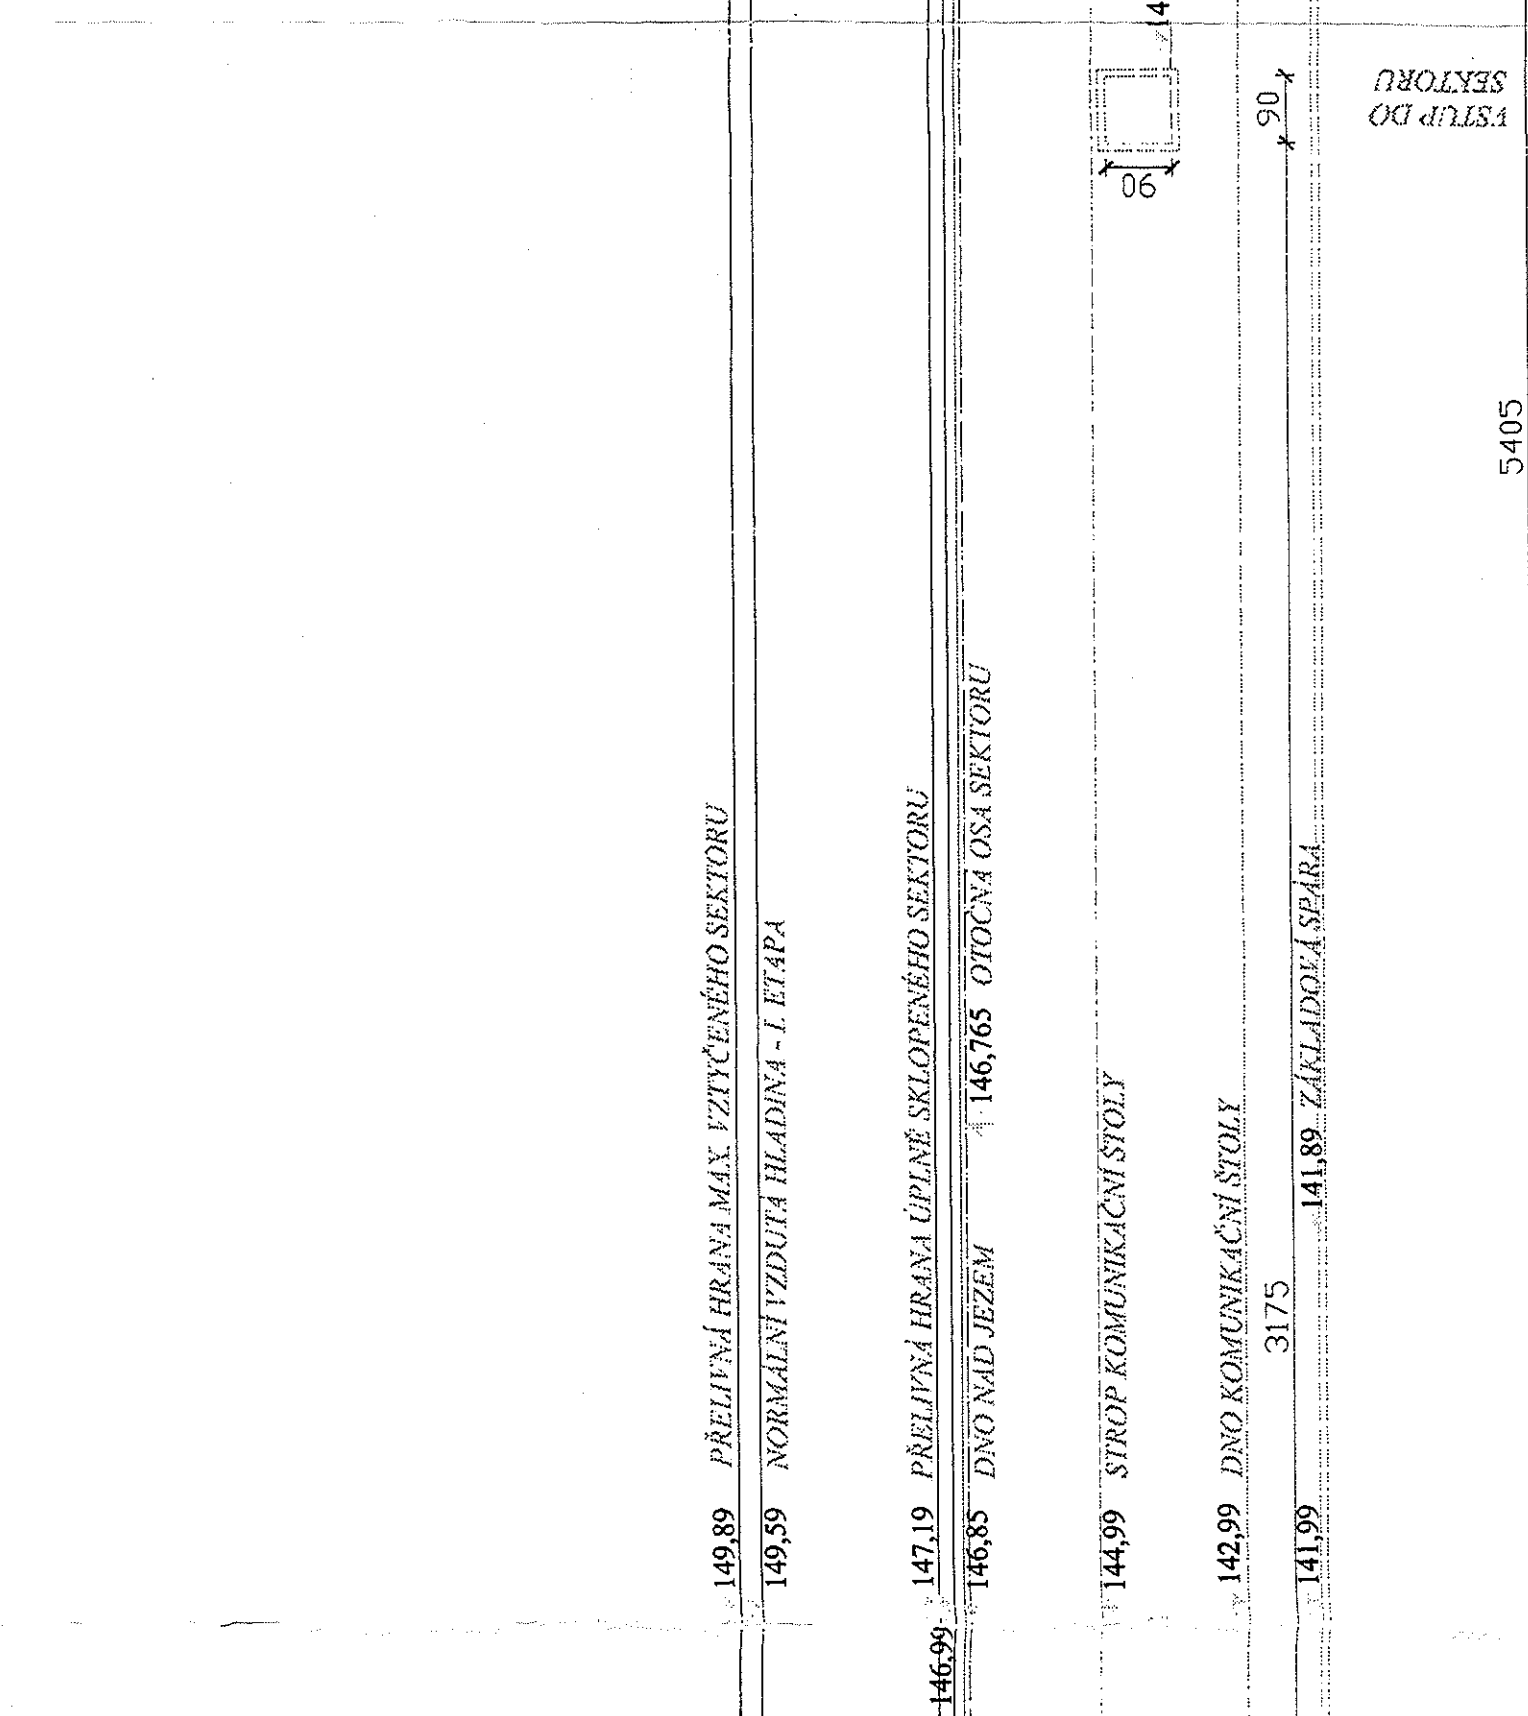 149,89 PŘELIVNÁ HRANA MAX. VZTYČENÉHO SEKTORU
149,59 NORMÁLNÍ VZDUTÁ HLADINA - I. ETAPA
147,19 PŘELIVNÁ HRANA ÚPLNĚ SKLOPENÉHO SEKTORU
146,99
146,85 DNO NAD JEZEM
146,765 OTOČNÁ OSA SEKTORU
144,99 STROP KOMUNIKAČNÍ ŠTOLY
142,99 DNO KOMUNIKAČNÍ ŠTOLY
3175
141,99
141,89 ZÁKLADOVÁ SPÁRA
90
90
VSTUP DO
SEKTORU
5405